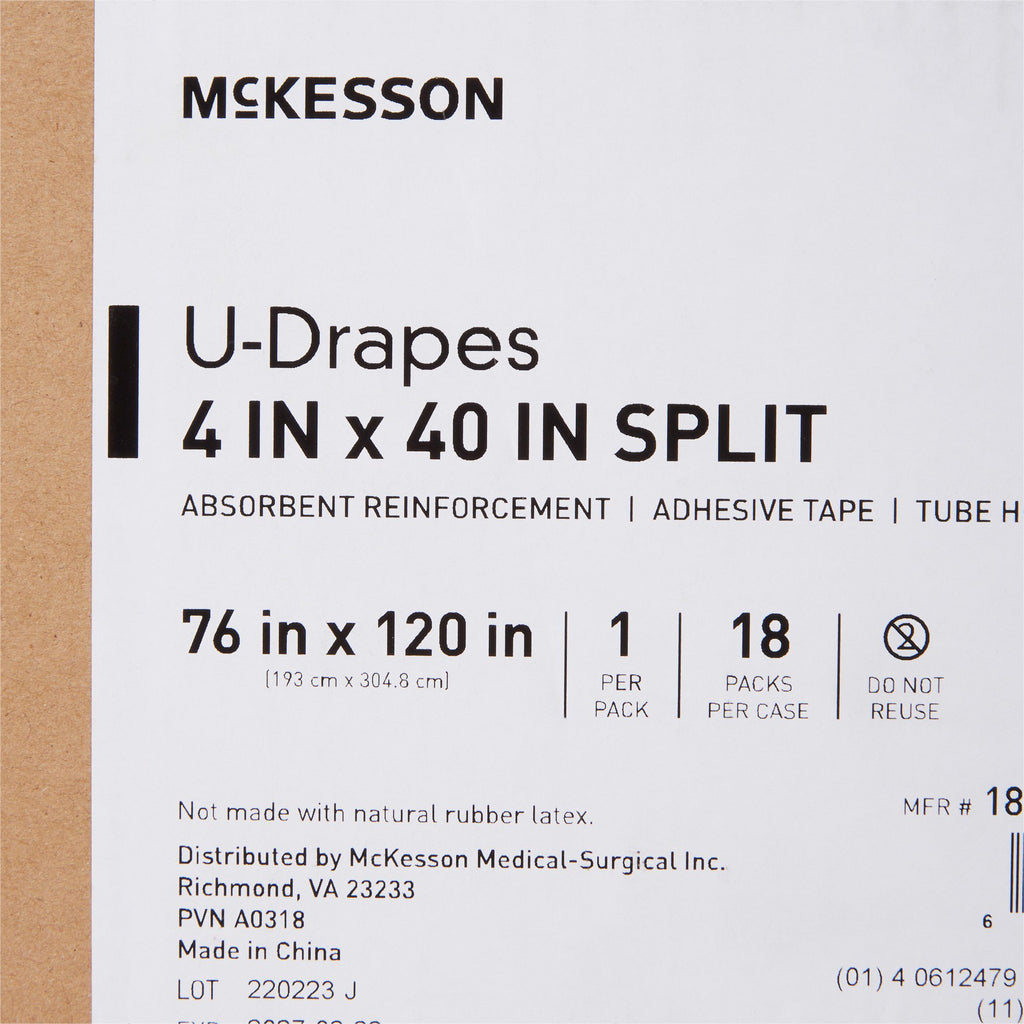 McKESSON
U-Drapes
4 IN x 40 IN SPLIT
ABSORBENT REINFORCEMENT | ADHESIVE TAPE | TUBE H
76 in x 120 in
(193 cm x 304.8 cm)
1
PER
PACK
18
PACKS
PER CASE
2
DO NOT
REUSE
Not made with natural rubber latex.
MFR # 18
Distributed by McKesson Medical-Surgical Inc.
Richmond, VA 23233
PVN A0318
Made in China
6
LOT 220223 J
(01) 4 0612479
(11)